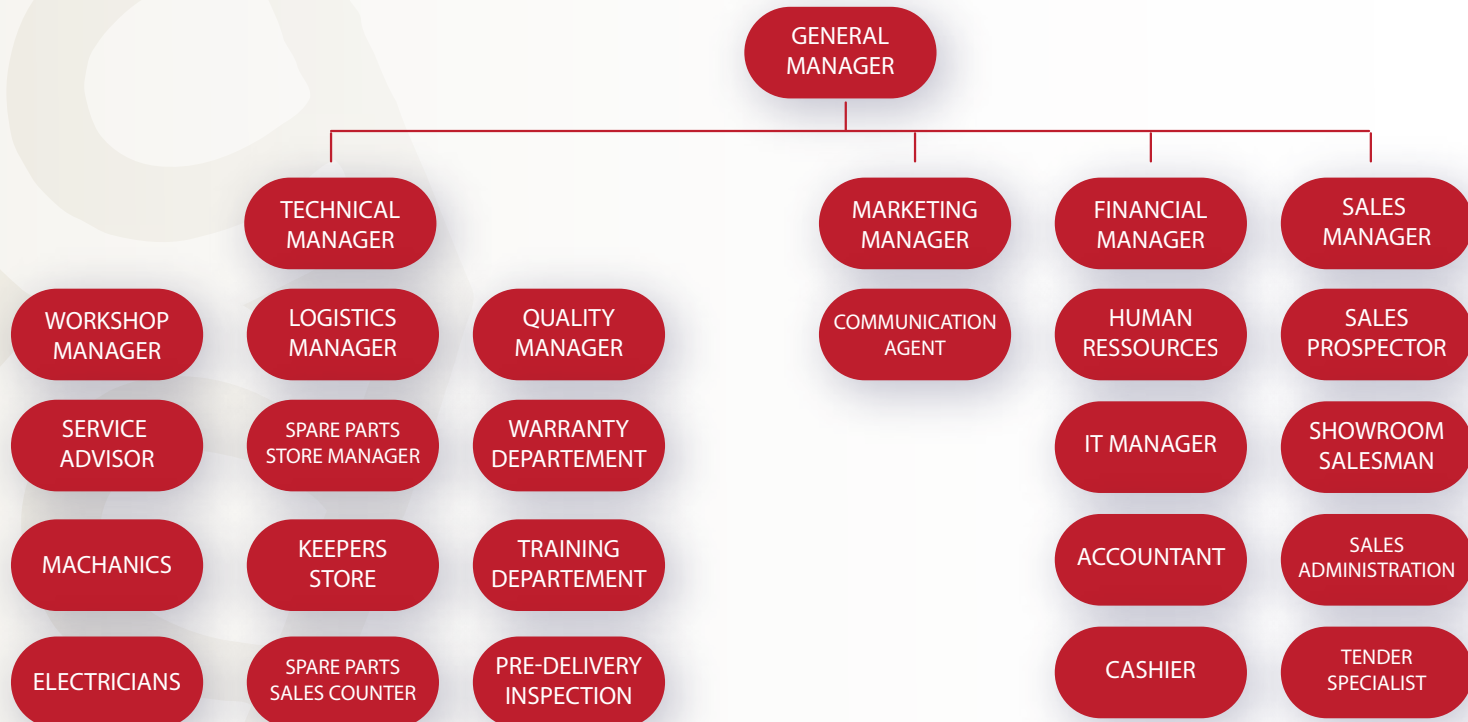 GENERAL
MANAGER
TECHNICAL
MANAGER
MARKETING
MANAGER
FINANCIAL
MANAGER
SALES
MANAGER
WORKSHOP
MANAGER
LOGISTICS
MANAGER
QUALITY
MANAGER
COMMUNICATION
AGENT
HUMAN
RESSOURCES
SALES
PROSPECTOR
SERVICE
ADVISOR
SPARE PARTS
STORE MANAGER
WARRANTY
DEPARTEMENT
IT MANAGER
SHOWROOM
SALESMAN
MACHANICS
KEEPERS
STORE
TRAINING
DEPARTEMENT
ACCOUNTANT
SALES
ADMINISTRATION
ELECTRICIANS
SPARE PARTS
SALES COUNTER
PRE-DELIVERY
INSPECTION
CASHIER
TENDER
SPECIALIST